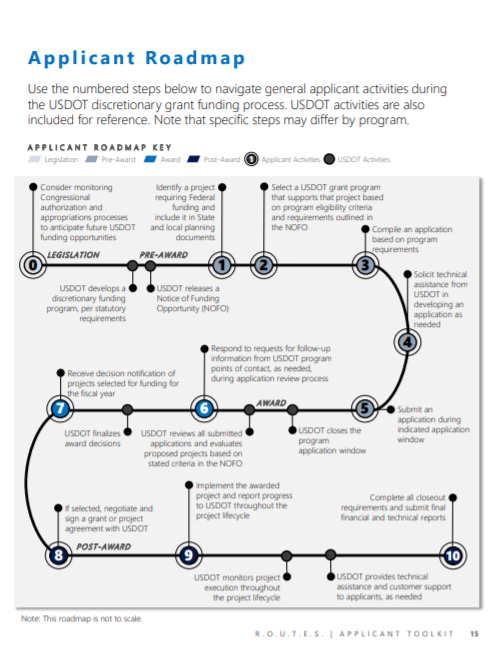 Applicant Roadmap
Use the numbered steps below to navigate general applicant activities during
the USDOT discretionary grant funding process. USDOT activities are also
included for reference. Note that specific steps may differ by program.
APPLICANT ROADMAP KEY
Legislation Pre-Award Award Post-Award 1 Applicant Activities USDOT Activities
Consider monitoring
Congressional
authorization and
appropriations processes
to anticipate future USDOT
funding opportunities
Identify a project
requiring Federal
funding and
include it in State
and local planning
documents
Select a USDOT grant program
that supports that project based
on program eligibility criteria
and requirements outlined in
the NOFO
Compile an application
based on program
requirements
0
LEGISLATION
PRE-AWARD
1
2
3
USDOT develops a
discretionary funding
program, per statutory
requirements
USDOT releases a
Notice of Funding
Opportunity (NOFO)
Solicit technical
assistance from
USDOT in
developing an
application as
needed
4
Respond to requests for follow-up
information from USDOT program
points of contact, as needed,
during application review process
Receive decision notification of
projects selected for funding for
the fiscal year
7
6
AWARD
5
Submit an
application during
indicated application
window
USDOT finalizes
award decisions
USDOT reviews all submitted
applications and evaluates
proposed projects based on
stated criteria in the NOFO
USDOT closes the
program
application window
If selected, negotiate and
sign a grant or project
agreement with USDOT
Implement the awarded
project and report progress
to USDOT throughout the
project lifecycle
Complete all closeout
requirements and submit final
financial and technical reports
8
POST-AWARD
9
10
USDOT monitors project
execution throughout
the project lifecycle
USDOT provides technical
assistance and customer support
to applicants, as needed
Note: This roadmap is not to scale.
R.O.U.T.E.S. | APPLICANT TOOLKIT 15